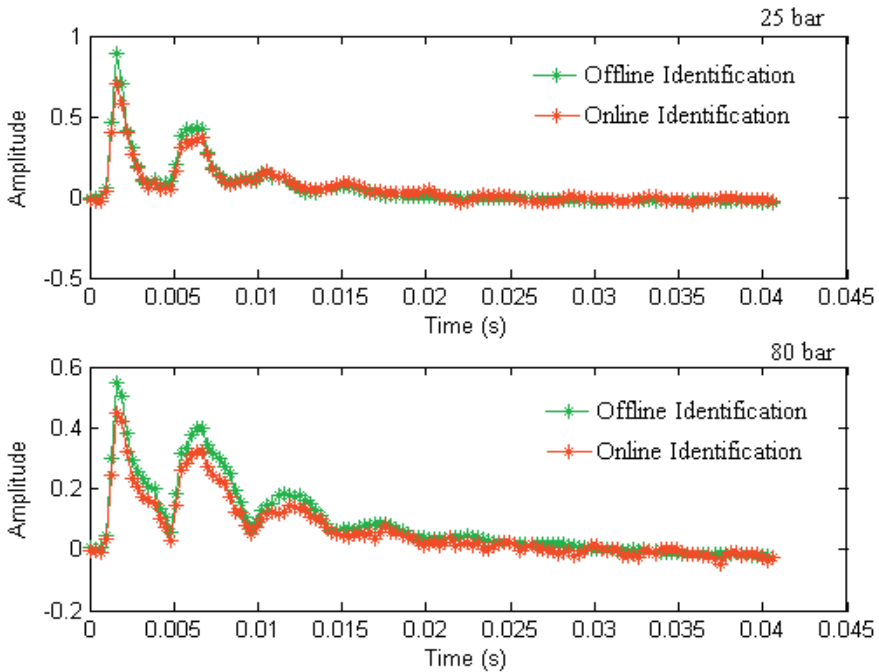 25 bar
1
0.5
0
-0.5
Amplitude
Offline Identification
Online Identification
0 0.005 0.01 0.015 0.02 0.025 0.03 0.035 0.04 0.045
Time (s)
80 bar
0.6
0.4
0.2
0
-0.2
Amplitude
Offline Identification
Online Identification
0 0.005 0.01 0.015 0.02 0.025 0.03 0.035 0.04 0.045
Time (s)